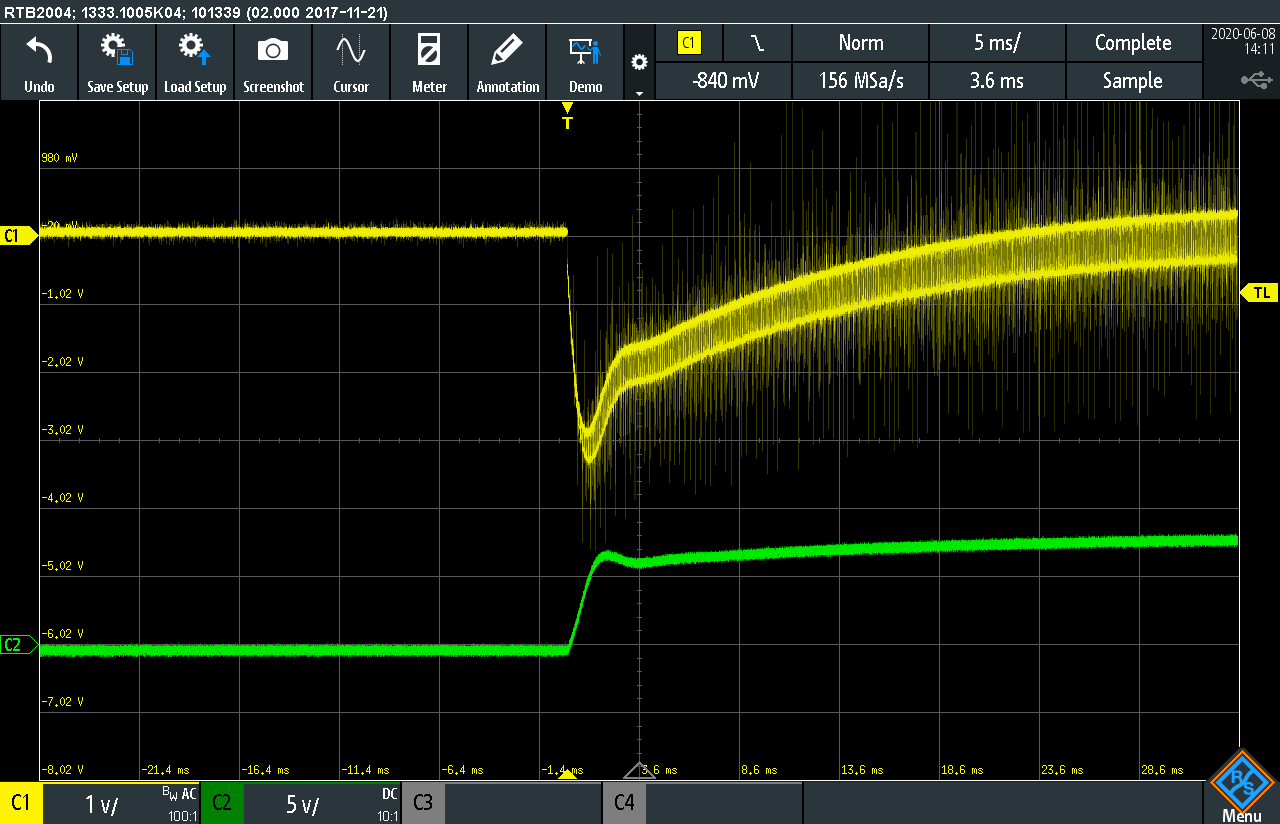 RTB2004; 1333.1005K04; 101339 (02.000 2017-11-21)
Undo
Save Setup
Load Setup
Screenshot
Cursor
Meter
Annotation
Demo
C1
Norm
5 ms/
Complete
2020-06-08
14:11
-840 mV
156 MSa/s
3.6 ms
Sample
T
980 mV
-20 mV
C1
-1.02 V
TL
-2.02 V
-3.02 V
-4.02 V
-5.02 V
-6.02 V
C2
-7.02 V
-8.02 V
-21.4 ms
-16.4 ms
-11.4 ms
-6.4 ms
-1.4 ms
3.6 ms
8.6 ms
13.6 ms
18.6 ms
23.6 ms
28.6 ms
R&S
C1
1 V/
BW AC
100:1
C2
5 V/
DC
10:1
C3
C4
Menu